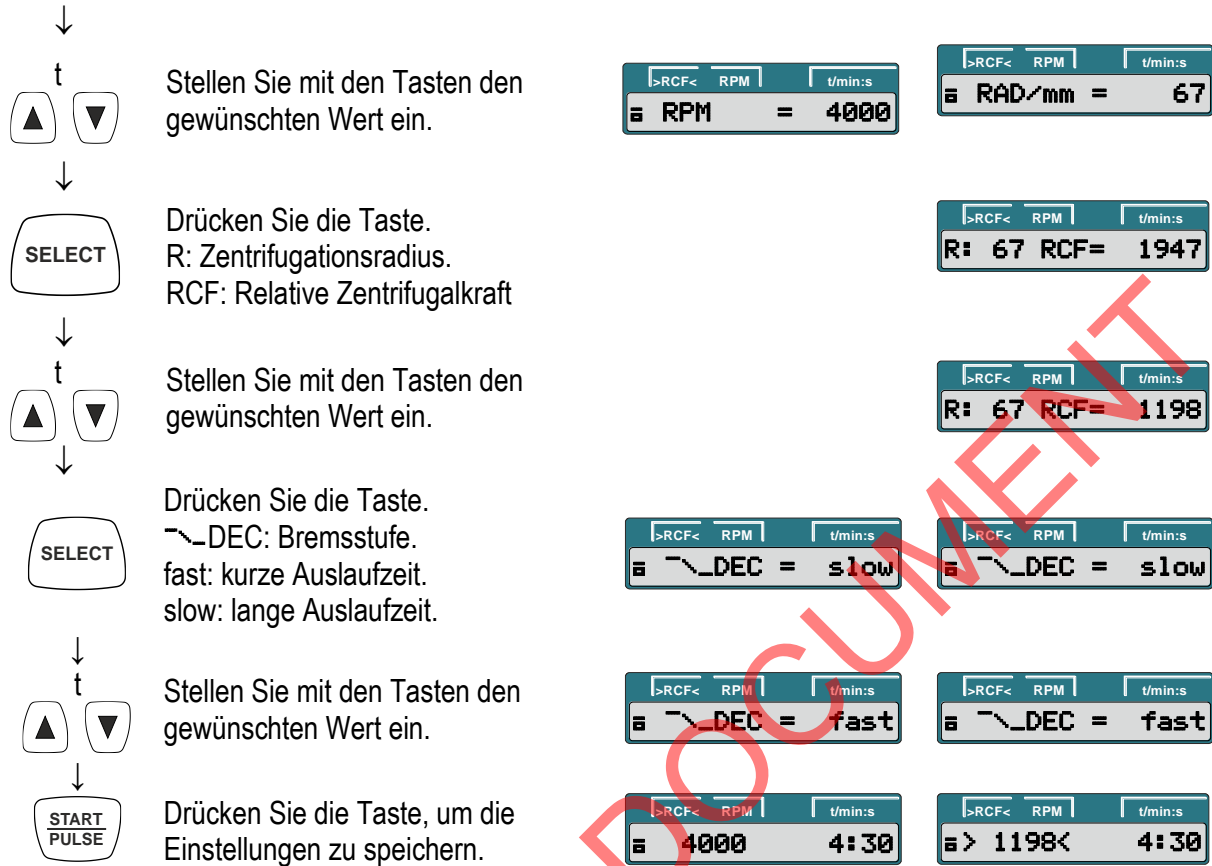 ↓
t
Stellen Sie mit den Tasten den
gewünschten Wert ein.
>RCF< RPM t/min:s
RPM = 4000
>RCF< RPM t/min:s
RAD/mm = 67
↓
SELECT
Drücken Sie die Taste.
R: Zentrifugationsradius.
RCF: Relative Zentrifugalkraft
>RCF< RPM t/min:s
R: 67 RCF= 1947
↓
t
Stellen Sie mit den Tasten den
gewünschten Wert ein.
>RCF< RPM t/min:s
R: 67 RCF= 1198
↓
SELECT
Drücken Sie die Taste.
DEC: Bremsstufe.
fast: kurze Auslaufzeit.
slow: lange Auslaufzeit.
>RCF< RPM t/min:s
DEC = slow
>RCF< RPM t/min:s
DEC = slow
↓
t
Stellen Sie mit den Tasten den
gewünschten Wert ein.
>RCF< RPM t/min:s
DEC = fast
>RCF< RPM t/min:s
DEC = fast
↓
START
PULSE
Drücken Sie die Taste, um die
Einstellungen zu speichern.
>RCF< RPM t/min:s
4000 4:30
>RCF< RPM t/min:s
> 1198< 4:30
DOCUMENT